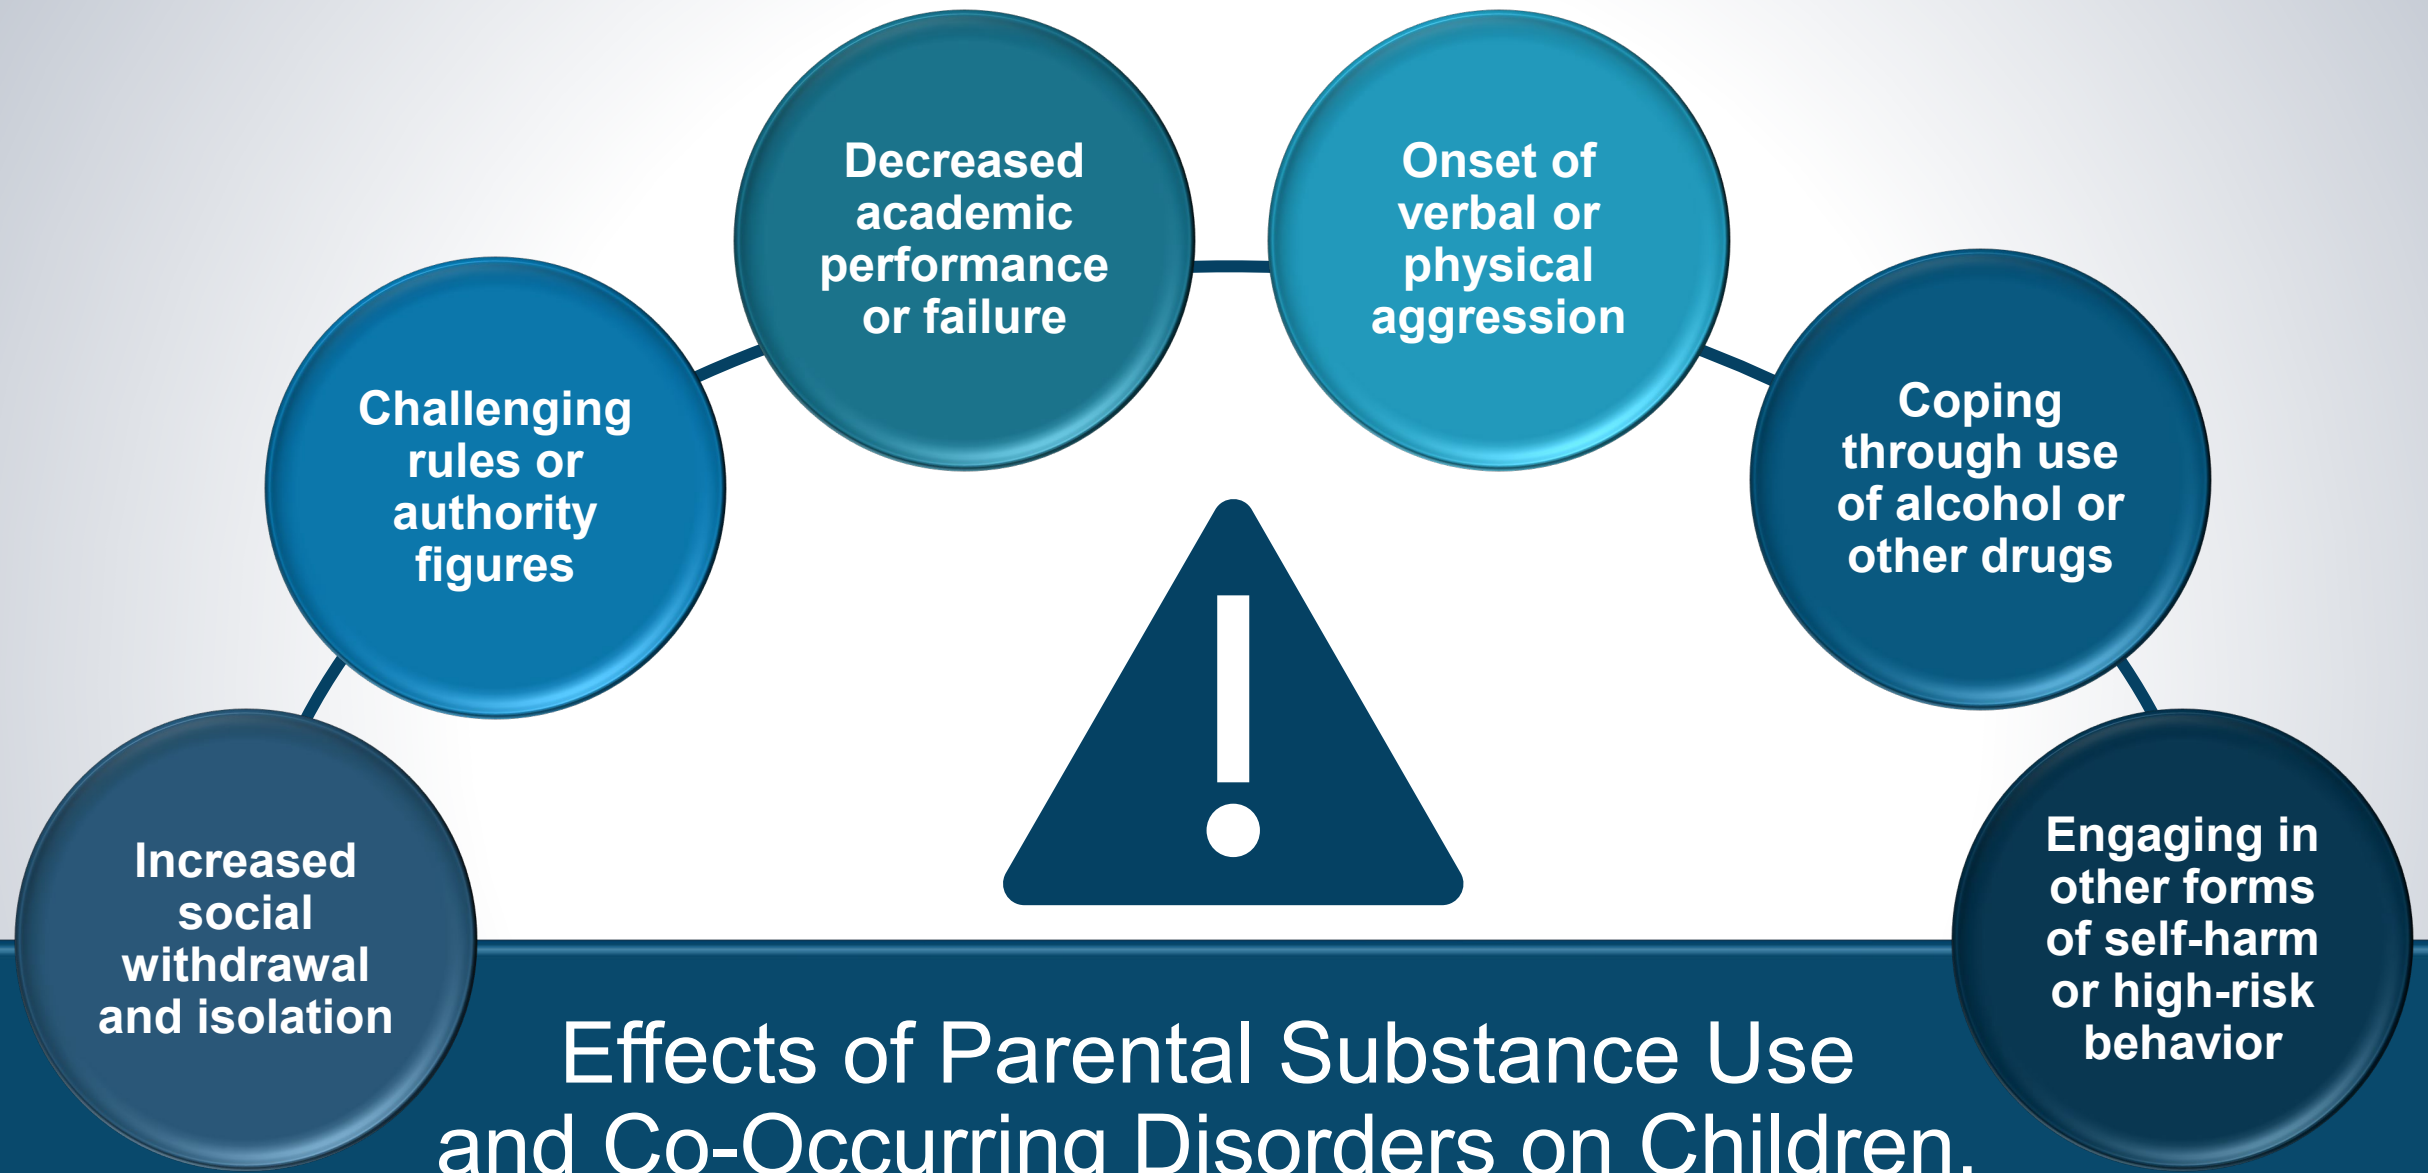 Decreased
academic
performance
or failure
Onset of
verbal or
physical
aggression
Challenging
rules or
authority
figures
Coping
through use
of alcohol or
other drugs
Increased
social
withdrawal
and isolation
Engaging in
other forms
of self-harm
or high-risk
behavior
Effects of Parental Substance Use
and Co-Occurring Disorders on Children,